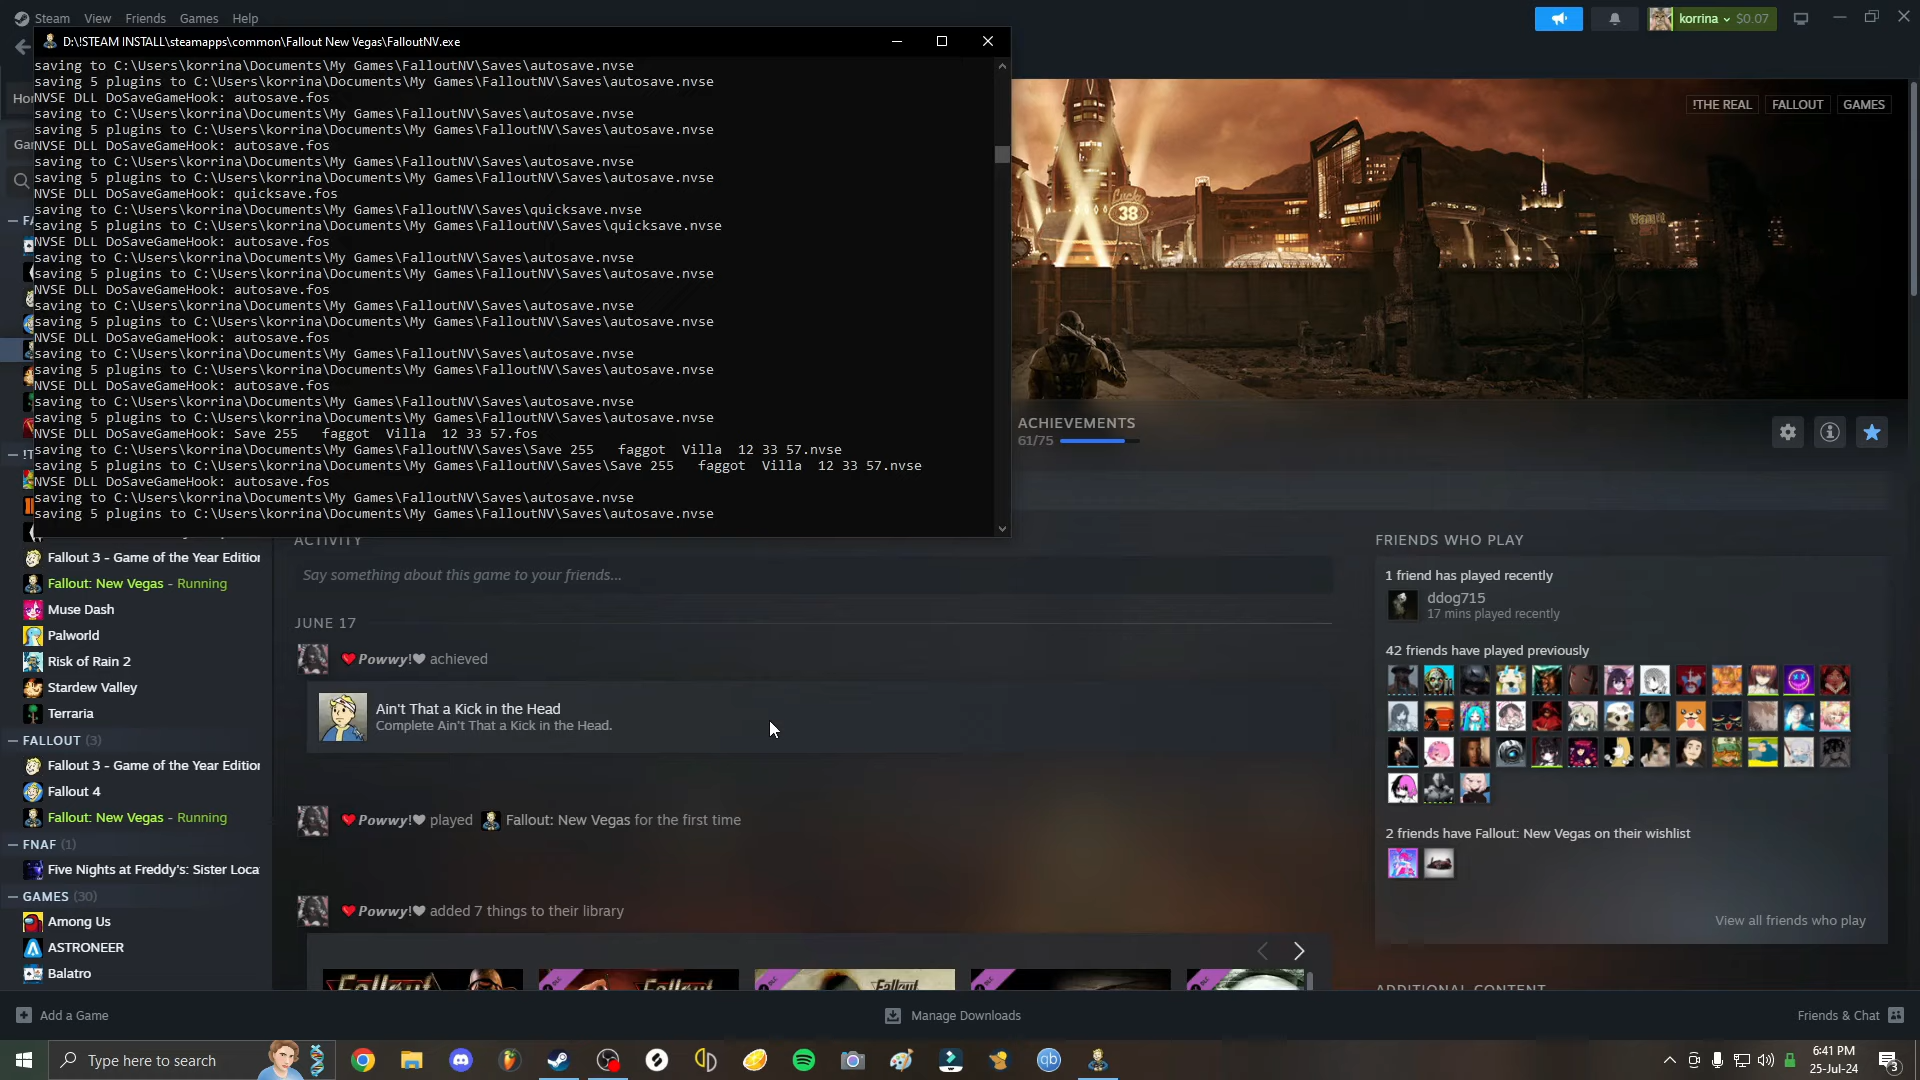 Steam View Friends Games Help
korrina $0.07
D:\!STEAM INSTALL\steamapps\common\Fallout New Vegas\FalloutNV.exe
saving to C:\Users\korrina\Documents\My Games\FalloutNV\Saves\autosave.nvse
saving 5 plugins to C:\Users\korrina\Documents\My Games\FalloutNV\Saves\autosave.nvse
NVSE DLL DoSaveGameHook: autosave.fos
saving to C:\Users\korrina\Documents\My Games\FalloutNV\Saves\autosave.nvse
saving 5 plugins to C:\Users\korrina\Documents\My Games\FalloutNV\Saves\autosave.nvse
NVSE DLL DoSaveGameHook: autosave.fos
saving to C:\Users\korrina\Documents\My Games\FalloutNV\Saves\autosave.nvse
saving 5 plugins to C:\Users\korrina\Documents\My Games\FalloutNV\Saves\autosave.nvse
NVSE DLL DoSaveGameHook: quicksave.fos
saving to C:\Users\korrina\Documents\My Games\FalloutNV\Saves\quicksave.nvse
saving 5 plugins to C:\Users\korrina\Documents\My Games\FalloutNV\Saves\quicksave.nvse
NVSE DLL DoSaveGameHook: autosave.fos
saving to C:\Users\korrina\Documents\My Games\FalloutNV\Saves\autosave.nvse
saving 5 plugins to C:\Users\korrina\Documents\My Games\FalloutNV\Saves\autosave.nvse
NVSE DLL DoSaveGameHook: autosave.fos
saving to C:\Users\korrina\Documents\My Games\FalloutNV\Saves\autosave.nvse
saving 5 plugins to C:\Users\korrina\Documents\My Games\FalloutNV\Saves\autosave.nvse
NVSE DLL DoSaveGameHook: autosave.fos
saving to C:\Users\korrina\Documents\My Games\FalloutNV\Saves\autosave.nvse
saving 5 plugins to C:\Users\korrina\Documents\My Games\FalloutNV\Saves\autosave.nvse
NVSE DLL DoSaveGameHook: autosave.fos
saving to C:\Users\korrina\Documents\My Games\FalloutNV\Saves\autosave.nvse
saving 5 plugins to C:\Users\korrina\Documents\My Games\FalloutNV\Saves\autosave.nvse
NVSE DLL DoSaveGameHook: Save 255   faggot  Villa  12 33 57.fos
saving to C:\Users\korrina\Documents\My Games\FalloutNV\Saves\Save 255   faggot  Villa  12 33 57.nvse
saving 5 plugins to C:\Users\korrina\Documents\My Games\FalloutNV\Saves\Save 255   faggot  Villa  12 33 57.nvse
NVSE DLL DoSaveGameHook: autosave.fos
saving to C:\Users\korrina\Documents\My Games\FalloutNV\Saves\autosave.nvse
saving 5 plugins to C:\Users\korrina\Documents\My Games\FalloutNV\Saves\autosave.nvse
!THE REAL FALLOUT GAMES
Lucky 38
ACHIEVEMENTS
61/75
Fallout 3 - Game of the Year Edition
Fallout: New Vegas - Running
Muse Dash
Palworld
Risk of Rain 2
Stardew Valley
Terraria
FALLOUT (3)
Fallout 3 - Game of the Year Edition
Fallout 4
Fallout: New Vegas - Running
FNAF (1)
Five Nights at Freddy's: Sister Loca
GAMES (30)
Among Us
ASTRONEER
Balatro
ACTIVITY
Say something about this game to your friends...
JUNE 17
Powwy! achieved
Ain't That a Kick in the Head
Complete Ain't That a Kick in the Head.
Powwy! played Fallout: New Vegas for the first time
Powwy! added 7 things to their library
Fallout Fallout Fallout
FRIENDS WHO PLAY
1 friend has played recently
ddog715
17 mins played recently
42 friends have played previously
2 friends have Fallout: New Vegas on their wishlist
View all friends who play
ADDITIONAL CONTENT
Add a Game
Manage Downloads
Friends & Chat
Type here to search
6:41 PM
25-Jul-24
3